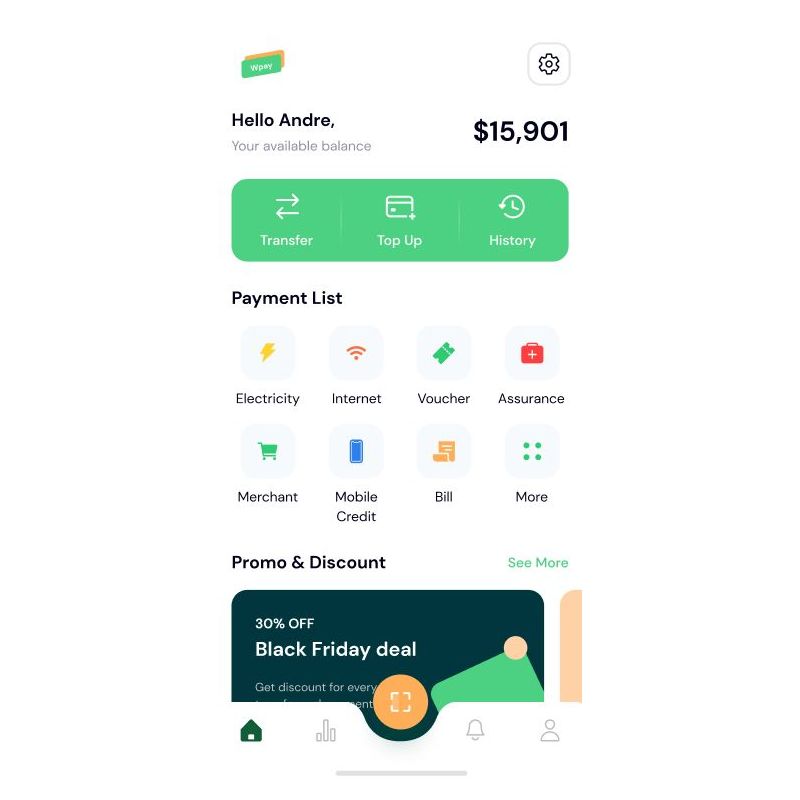 Wpay
Hello Andre,
$15,901
Your available balance
Transfer
Top Up
History
Payment List
Electricity
Internet
Voucher
Assurance
Merchant
Mobile
Credit
Bill
More
Promo & Discount
See More
30% OFF
Black Friday deal
Get discount for every